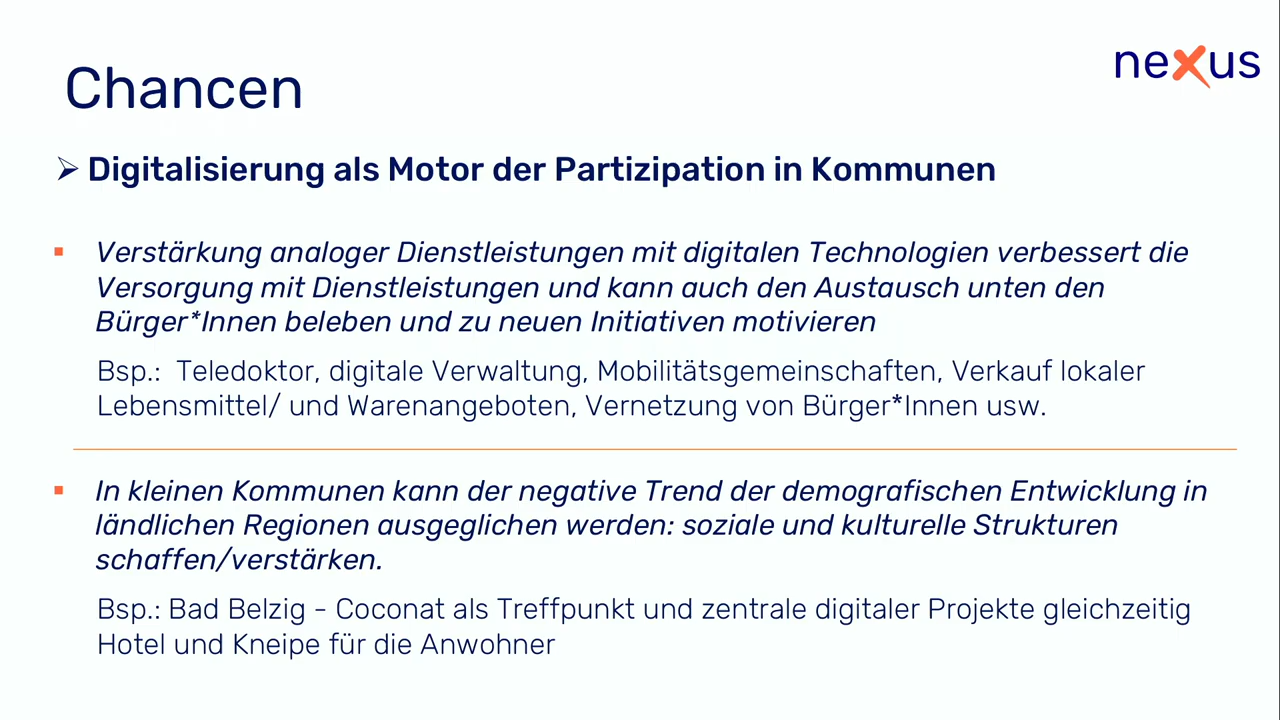 nexus
Chancen
➢ Digitalisierung als Motor der Partizipation in Kommunen
▪ Verstärkung analoger Dienstleistungen mit digitalen Technologien verbessert die
Versorgung mit Dienstleistungen und kann auch den Austausch unten den
Bürger*Innen beleben und zu neuen Initiativen motivieren
Bsp.: Teledoktor, digitale Verwaltung, Mobilitätsgemeinschaften, Verkauf lokaler
Lebensmittel/ und Warenangeboten, Vernetzung von Bürger*Innen usw.
▪ In kleinen Kommunen kann der negative Trend der demografischen Entwicklung in
ländlichen Regionen ausgeglichen werden: soziale und kulturelle Strukturen
schaffen/verstärken.
Bsp.: Bad Belzig - Coconat als Treffpunkt und zentrale digitaler Projekte gleichzeitig
Hotel und Kneipe für die Anwohner